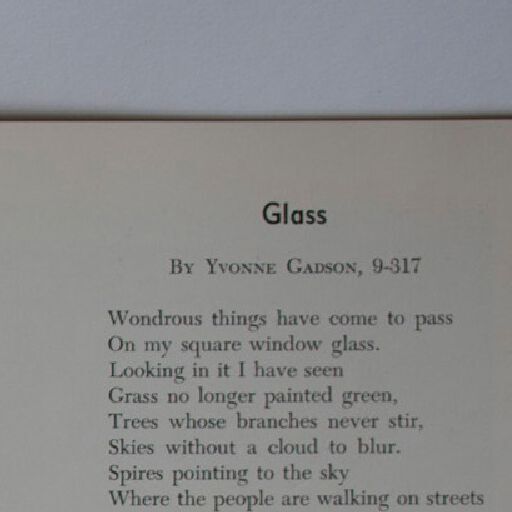 Glass
By Yvonne Gadson, 9-317
Wondrous things have come to pass
On my square window glass.
Looking in it I have seen
Grass no longer painted green,
Trees whose branches never stir,
Skies without a cloud to blur.
Spires pointing to the sky
Where the people are walking on streets